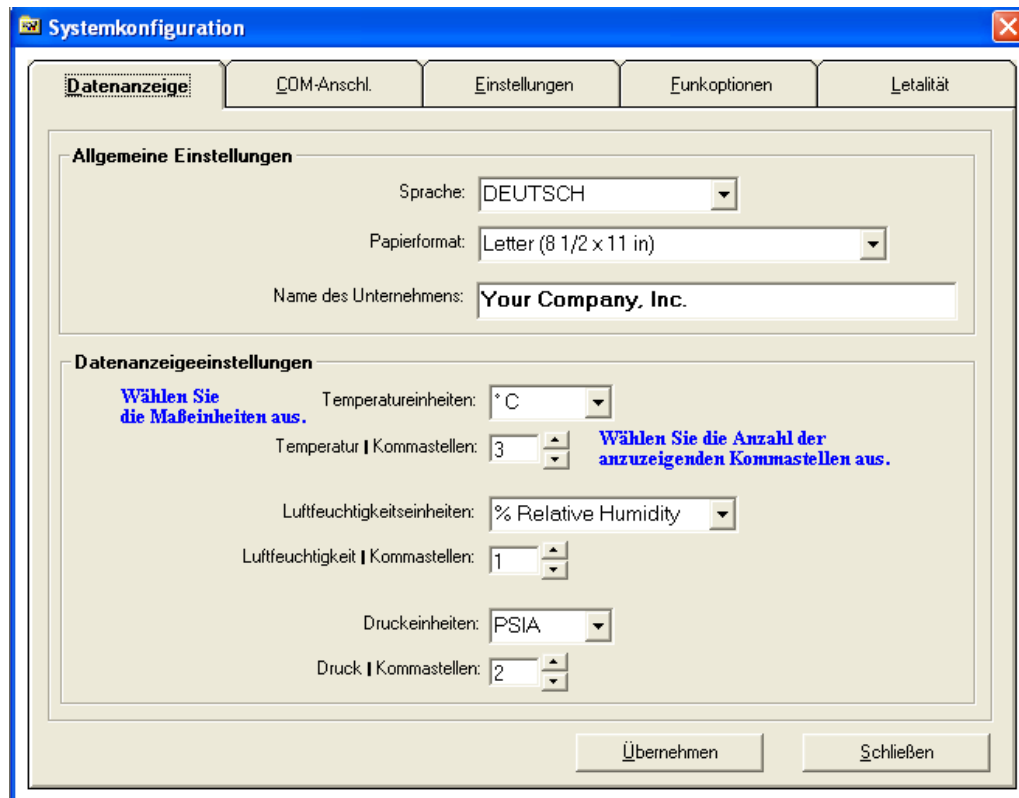 Systemkonfiguration
Datenanzeige
COM-Anschl.
Einstellungen
Funkoptionen
Letalität
Allgemeine Einstellungen
Sprache: DEUTSCH
Papierformat: Letter (8 1/2 x 11 in)
Name des Unternehmens: Your Company, Inc.
Datenanzeigeeinstellungen
Wählen Sie
die Maßeinheiten aus.
Temperatureinheiten: ° C
Temperatur | Kommastellen: 3
Wählen Sie die Anzahl der
anzuzeigenden Kommastellen aus.
Luftfeuchtigkeitseinheiten: % Relative Humidity
Luftfeuchtigkeit | Kommastellen: 1
Druckeinheiten: PSIA
Druck | Kommastellen: 2
Übernehmen
Schließen